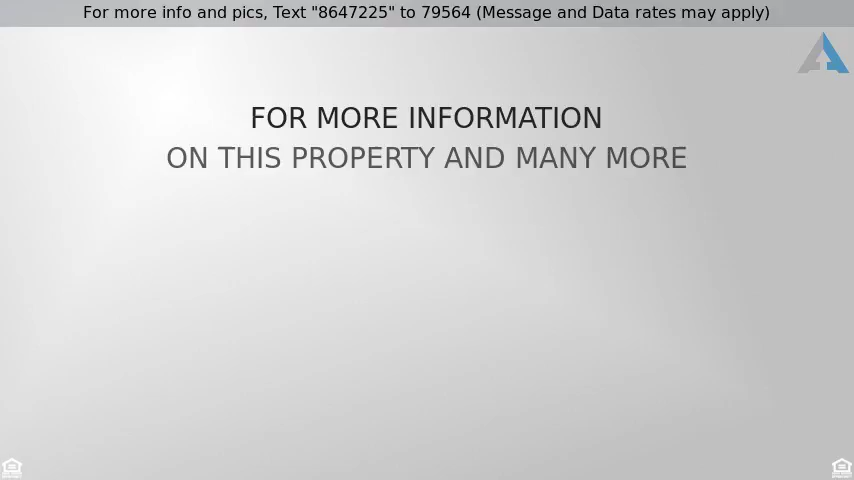 For more info and pics, Text "8647225" to 79564 (Message and Data rates may apply)
FOR MORE INFORMATION
ON THIS PROPERTY AND MANY MORE